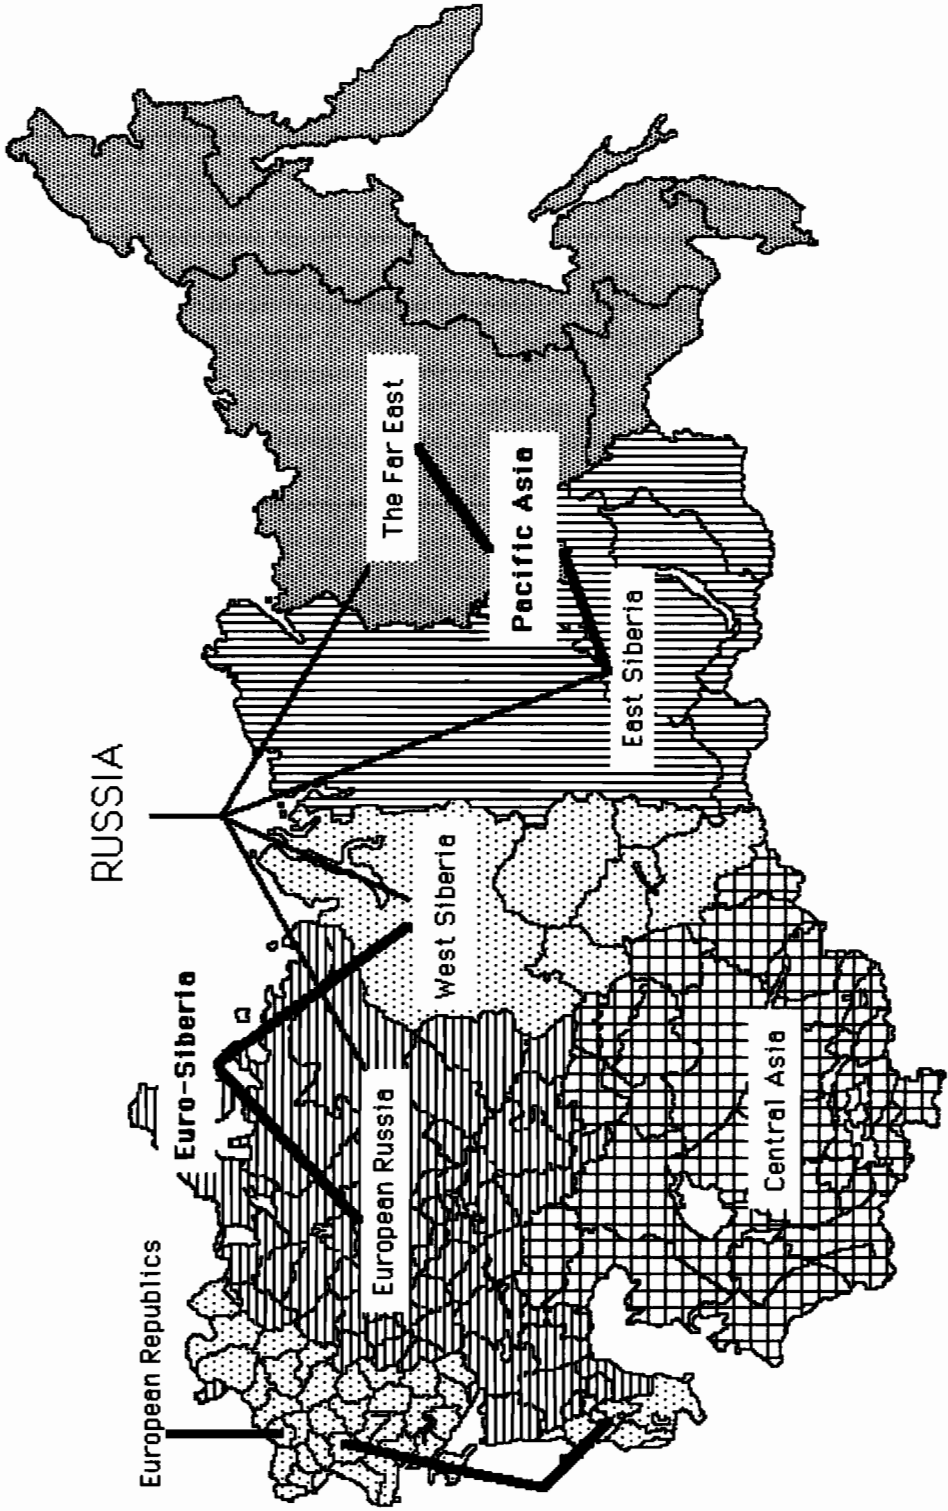 RUSSIA
European Republics
Euro-Siberia
The Far East
Pacific Asia
European Russia
West Siberia
East Siberia
Central Asia